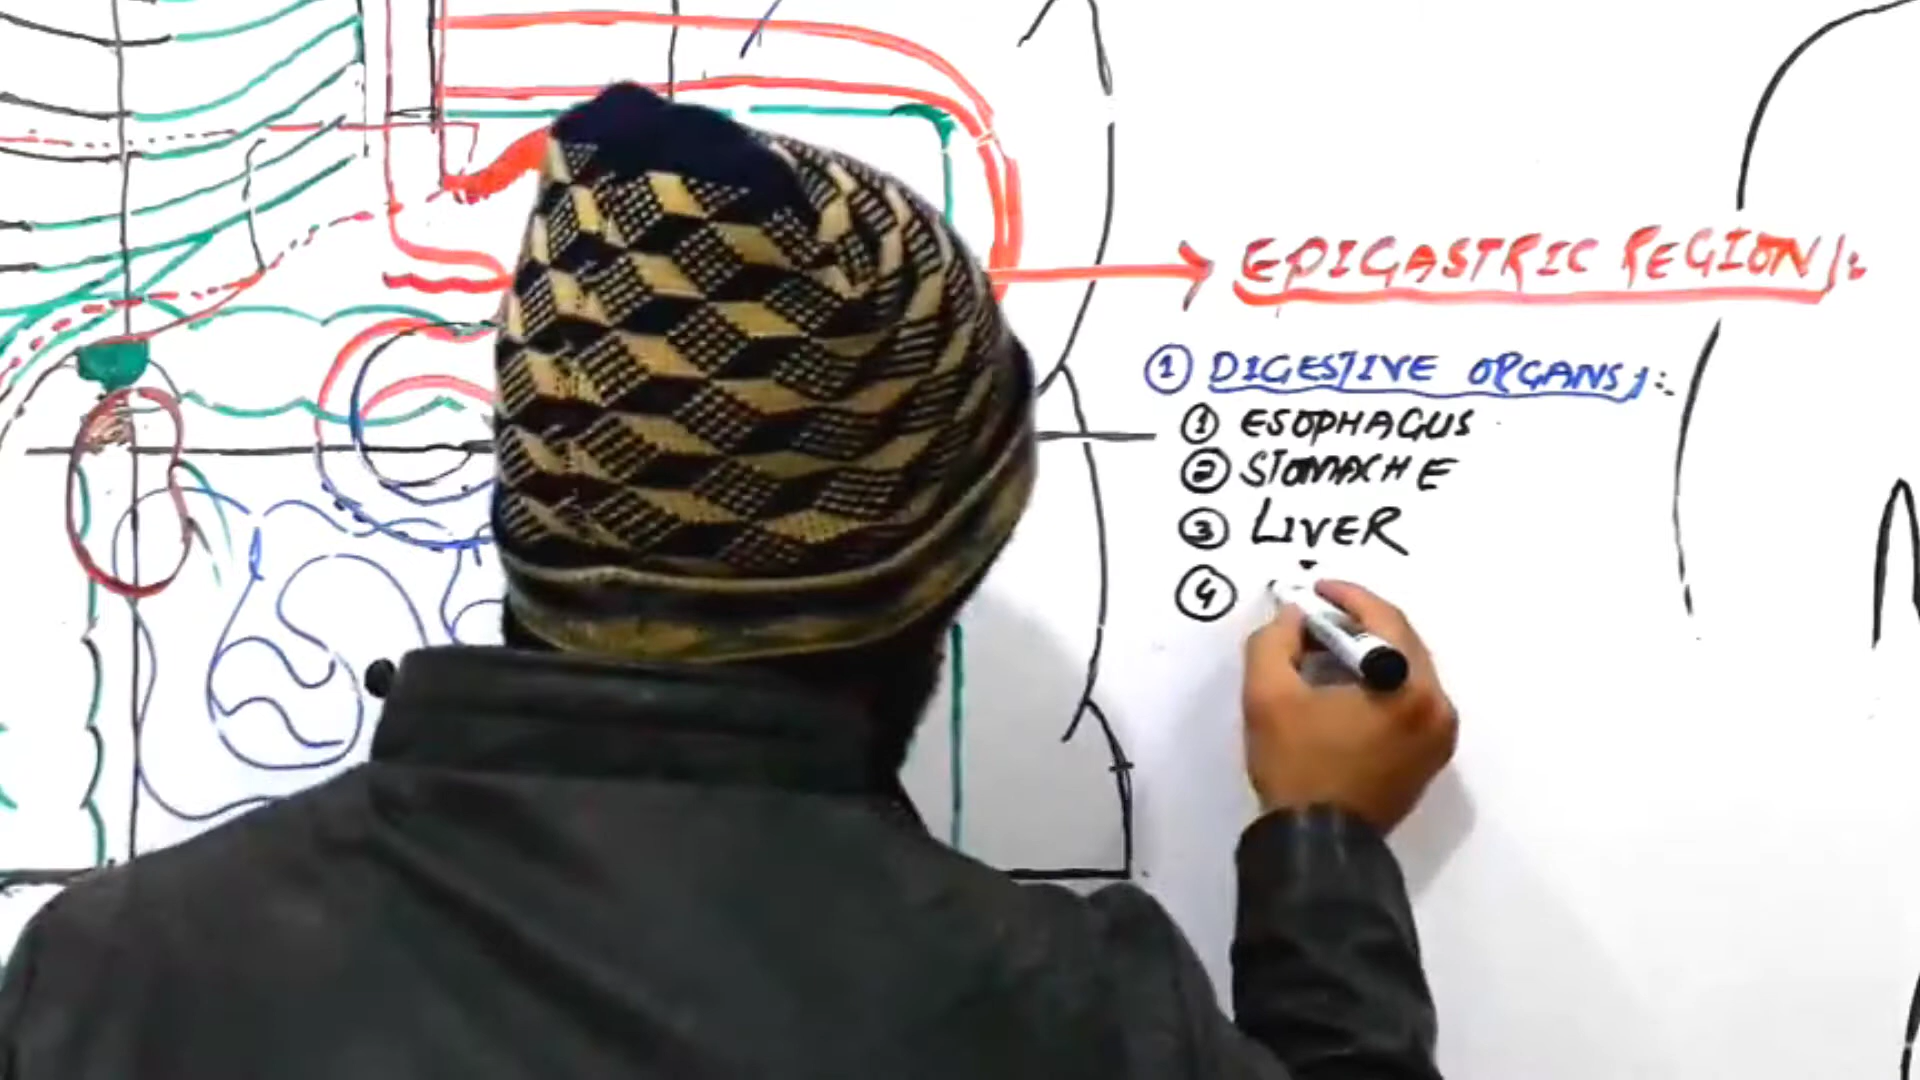 EPIGASTRIC REGION):
① DIGESTIVE ORGANS):
① ESOPHAGUS
② STOMACHE
③ LIVER
④